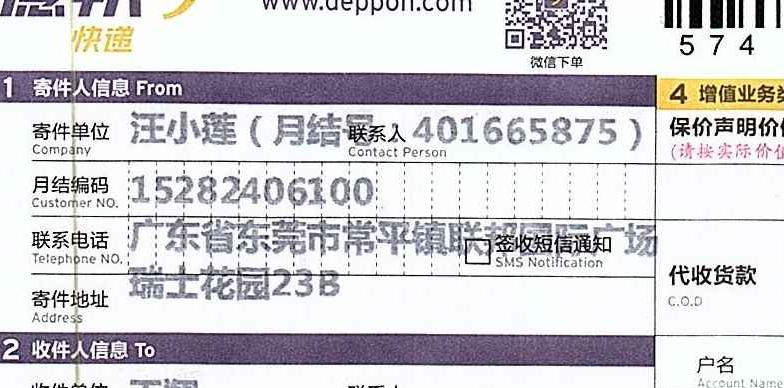 快递
www.deppon.com
微信下单
574
1 寄件人信息 From
4 增值业务
寄件单位 汪小莲（月结号 联系人 401665875）
Company Contact Person
保价声明价
(请按实际价值
月结编码 15282406100
Customer NO.
联系电话 广东省东莞市常平镇联邦国际广场
签收短信通知
Telephone NO. SMS Notification
代收货款
C.O.D
寄件地址 瑞士花园23B
Address
2 收件人信息 To
户名
Account Name